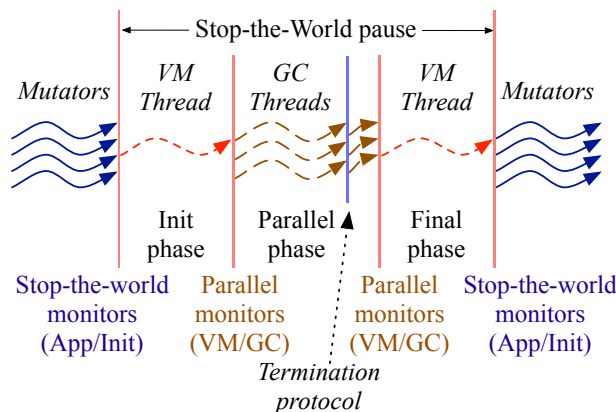 Stop-the-World pause
Mutators
VM
Thread
GC
Threads
VM
Thread
Mutators
Init
phase
Parallel
phase
Final
phase
Stop-the-world
monitors
(App/Init)
Parallel
monitors
(VM/GC)
Parallel
monitors
(VM/GC)
Stop-the-world
monitors
(App/Init)
Termination
protocol